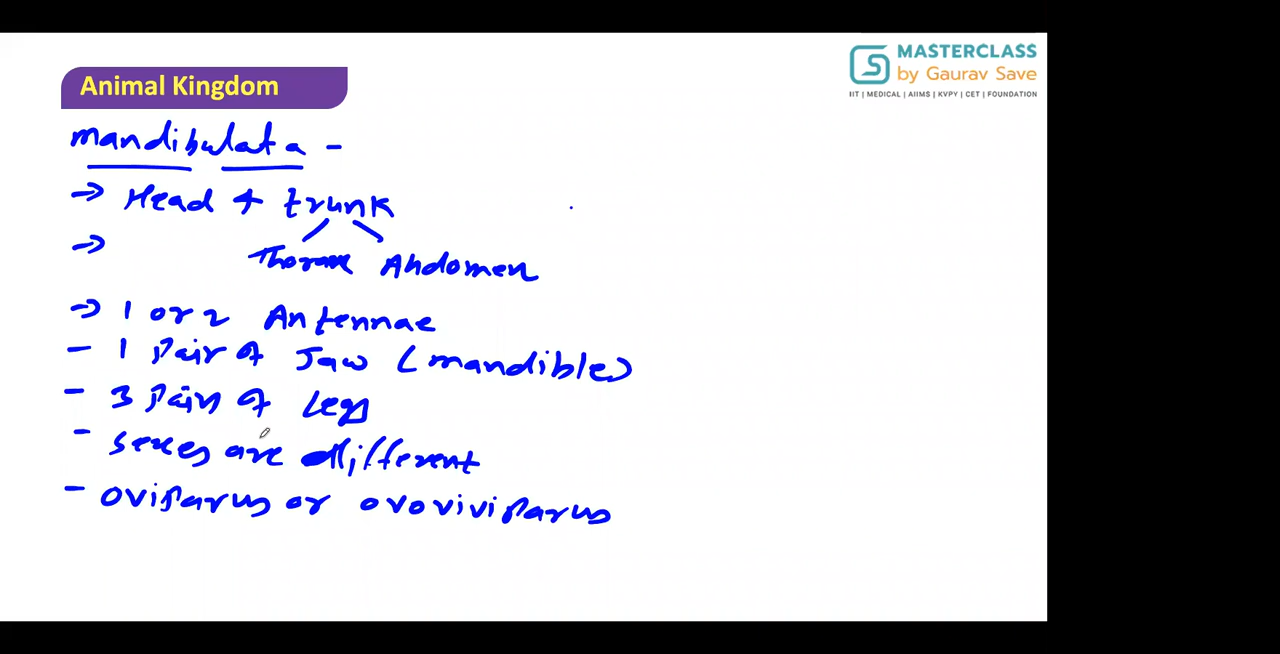 MASTERCLASS
by Gaurav Save
IIT | MEDICAL | AIIMS | KVPY | CET | FOUNDATION
Animal Kingdom
mandibulata -
→ Head + trunk
→ Thorax Abdomen
→ 1 or 2 Antennae
- 1 Pair of Jaw (mandible)
- 3 Pair of Leg
- sexes are different
- oviparus or ovoviviparus